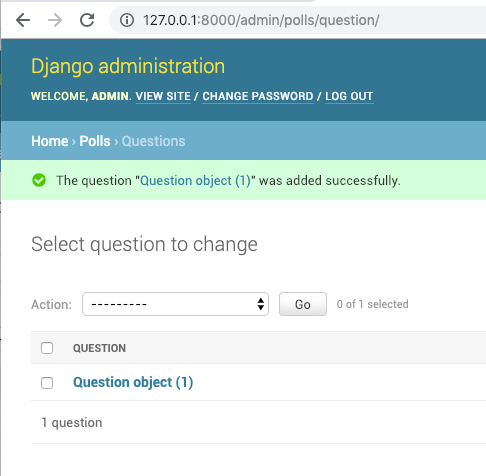 127.0.0.1:8000/admin/polls/question/
Django administration
WELCOME, ADMIN. VIEW SITE / CHANGE PASSWORD / LOG OUT
Home › Polls › Questions
The question "Question object (1)" was added successfully.
Select question to change
Action: --------- Go 0 of 1 selected
QUESTION
Question object (1)
1 question